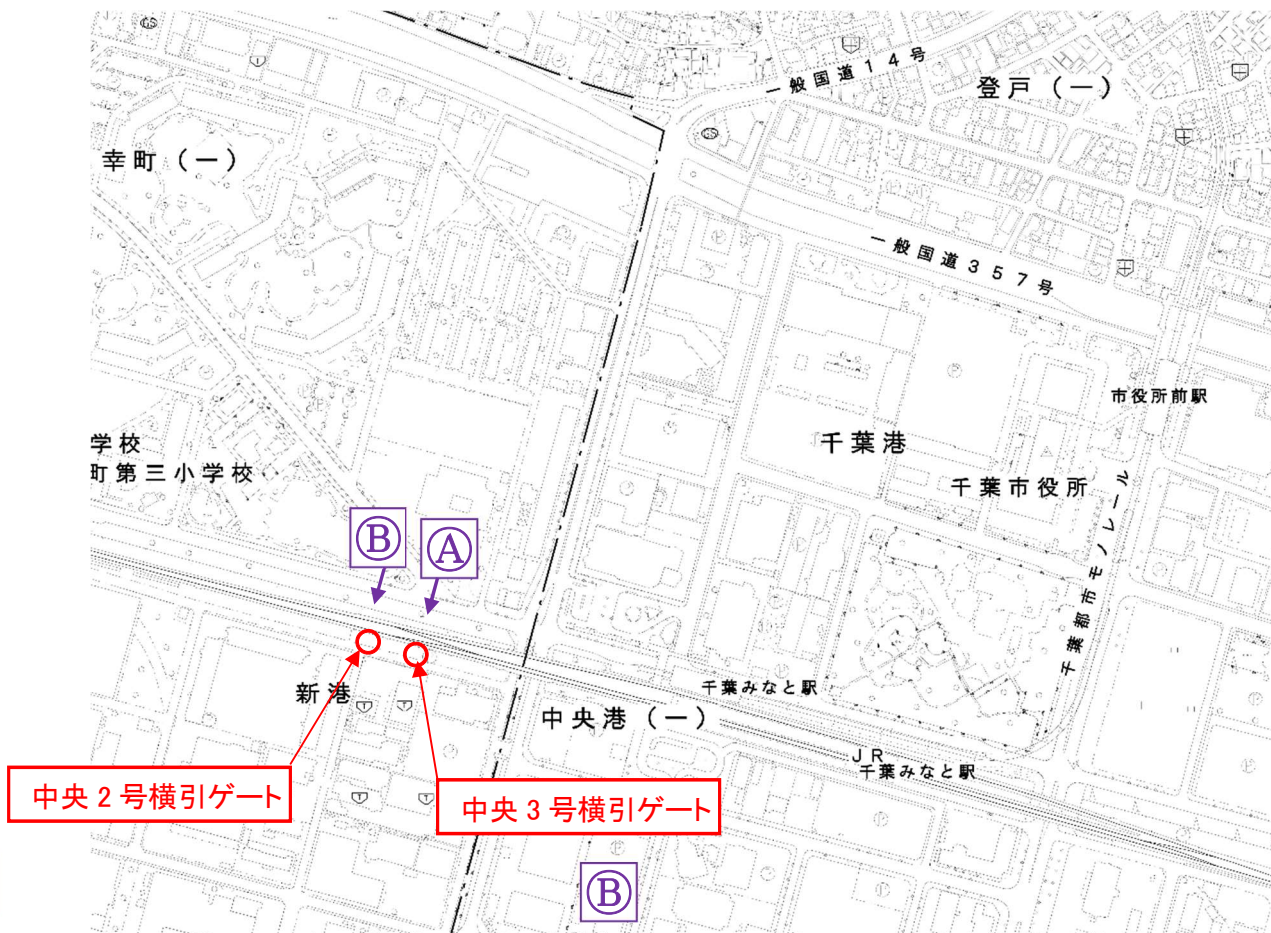 一般国道14号
登戸（一）
幸町（一）
一般国道357号
市役所前駅
学校
町第三小学校
千葉港
千葉市役所
千葉都市モノレール
Ⓑ
Ⓐ
新港
千葉みなと駅
中央港（一）
JR
千葉みなと駅
中央2号横引ゲート
中央3号横引ゲート
Ⓑ